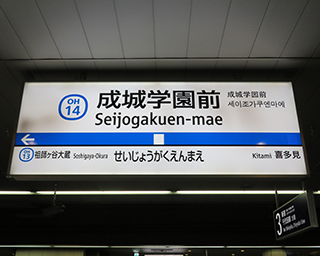 OH
14
成城学園前
Seijogakuen-mae
成城学园前
세이조가쿠엔마에
OH
13
祖師ヶ谷大蔵 Soshigaya-Okura
せいじょうがくえんまえ
Kitami 喜多見
3